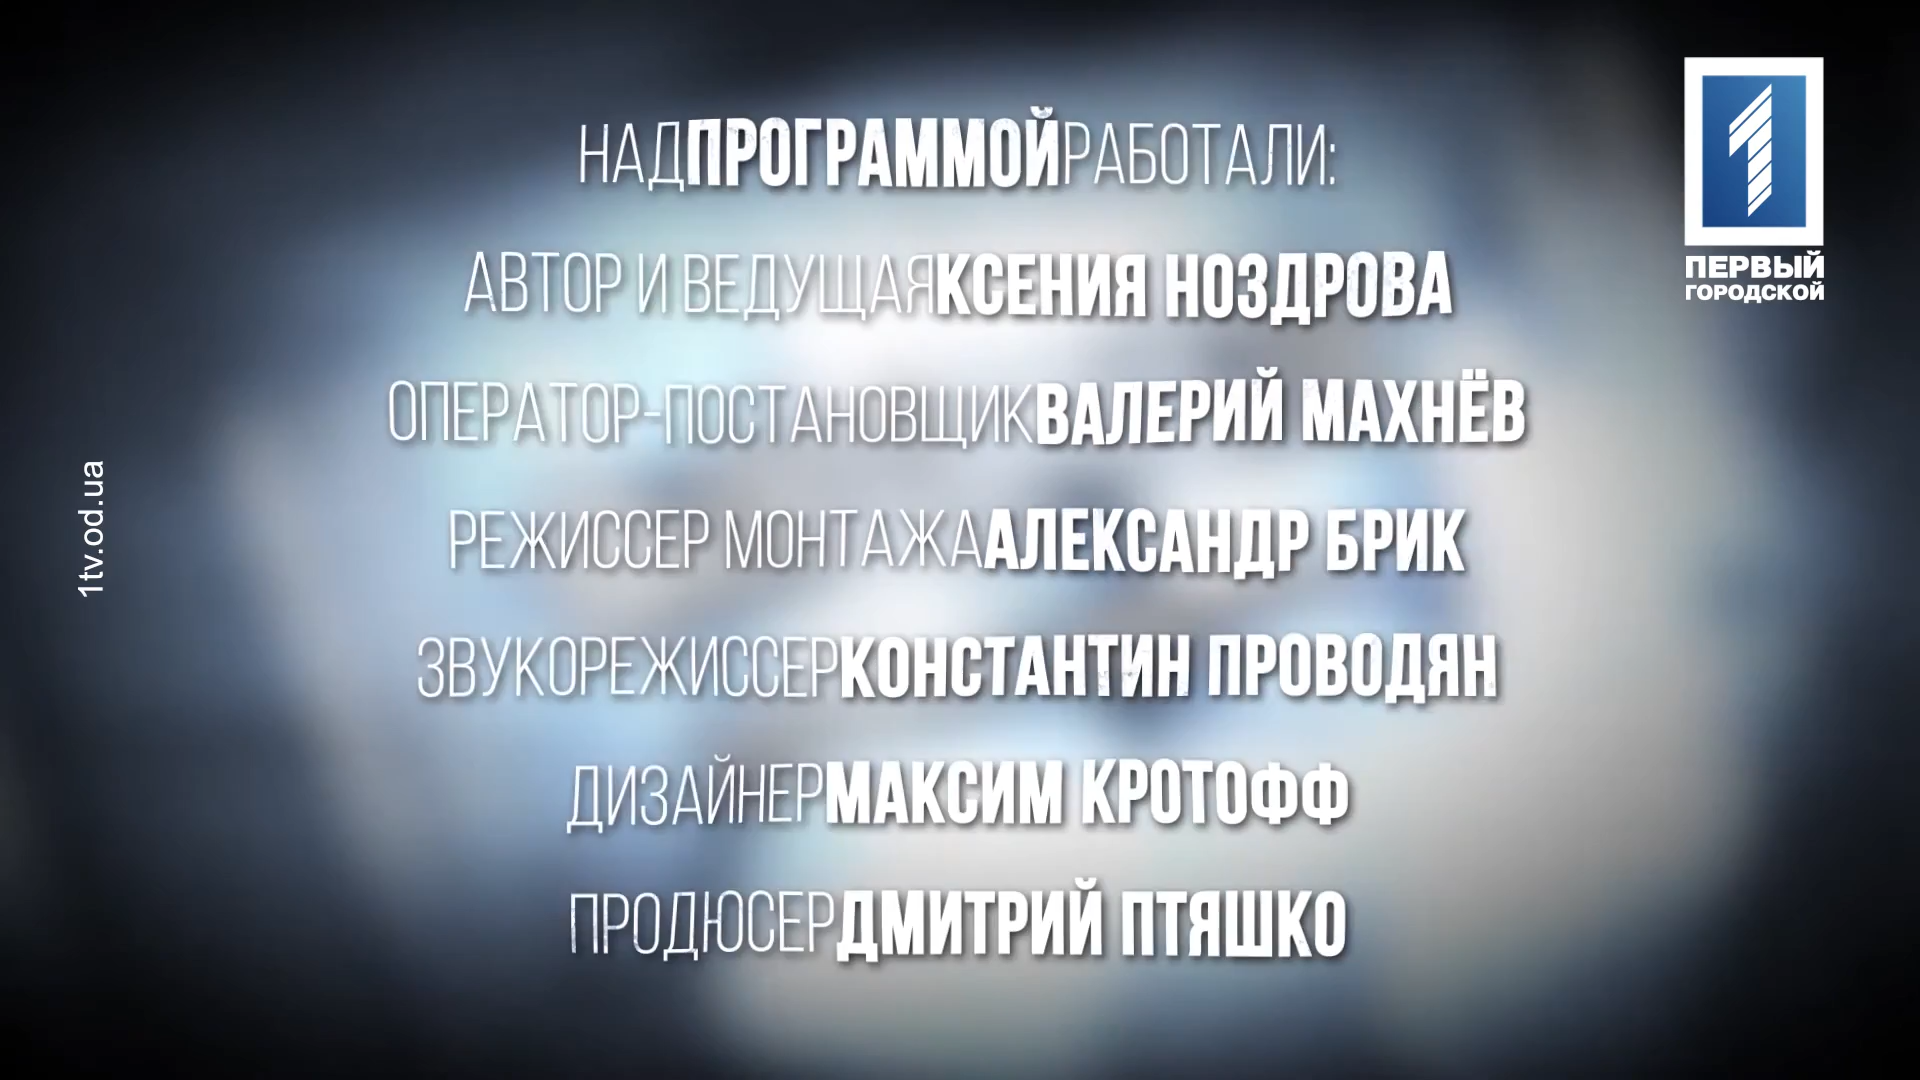 НАД ПРОГРАММОЙ РАБОТАЛИ:
АВТОР И ВЕДУЩАЯ КСЕНИЯ НОЗДРОВА
ОПЕРАТОР-ПОСТАНОВЩИК ВАЛЕРИЙ МАХНЁВ
РЕЖИССЕР МОНТАЖА АЛЕКСАНДР БРИК
ЗВУКОРЕЖИССЕР КОНСТАНТИН ПРОВОДЯН
ДИЗАЙНЕР МАКСИМ КРОТОФФ
ПРОДЮСЕР ДМИТРИЙ ПТЯШКО
1
ПЕРВЫЙ
ГОРОДСКОЙ
1tv.od.ua